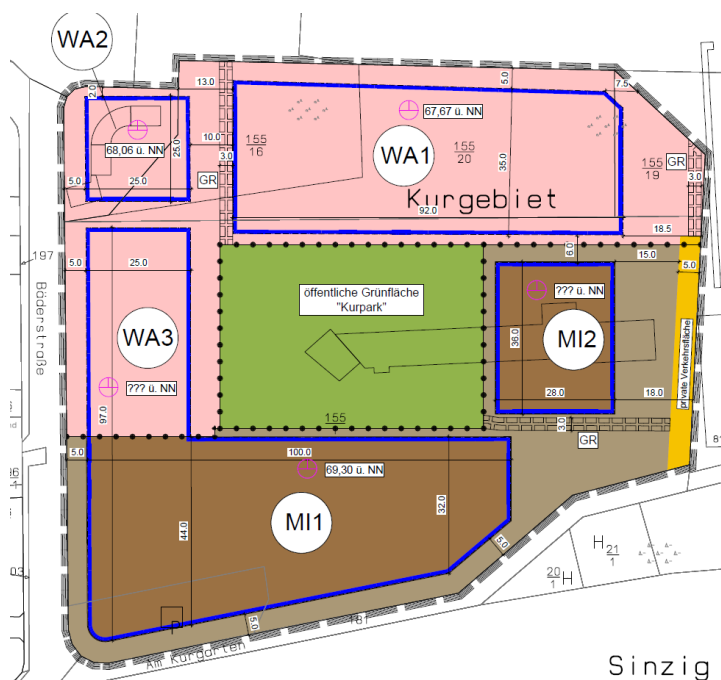 WA2
13.0
2.0
5.0
7.5
68,06 ü. NN
25.0
10.0
155
16
3.0
67,67 ü. NN
WA1
155
20
35.0
155
19
GR
3.0
5.0
25.0
GR
Kurgebiet
92.0
18.5
197
5.0
25.0
6.0
15.0
5.0
Bäderstraße
öffentliche Grünfläche
"Kurpark"
??? ü. NN
WA3
MI2
36.0
??? ü. NN
97.0
28.0
18.0
private Verkehrsfläche
155
3.0
GR
5.0
100.0
69,30 ü. NN
MI1
32.0
44.0
5.0
H 21
1
20 H
1
P
5.0
181
Am Kurgarten
Sinzig